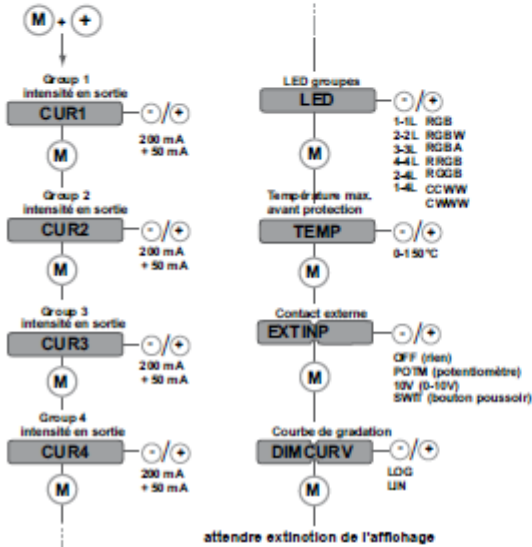 M + +
Group 1
intensité en sortie
CUR1
-/+
200 mA
+ 50 mA
M
Group 2
intensité en sortie
CUR2
-/+
200 mA
+ 50 mA
M
Group 3
intensité en sortie
CUR3
-/+
200 mA
+ 50 mA
M
Group 4
intensité en sortie
CUR4
-/+
200 mA
+ 50 mA
M
LED groupes
LED
-/+
1-1L RGB
2-2L RGBW
3-3L RGBA
4-4L RRGB
2-4L RGGB
1-4L CCWW
CWWW
M
Température max.
avant protection
TEMP
-/+
0-150°C
M
Contact externe
EXTINP
-/+
OFF (rien)
POTM (potentiomètre)
10V (0-10V)
SWIT (bouton poussoir)
M
Courbe de gradation
DIMCURV
-/+
LOG
LIN
M
attendre extinction de l'affichage